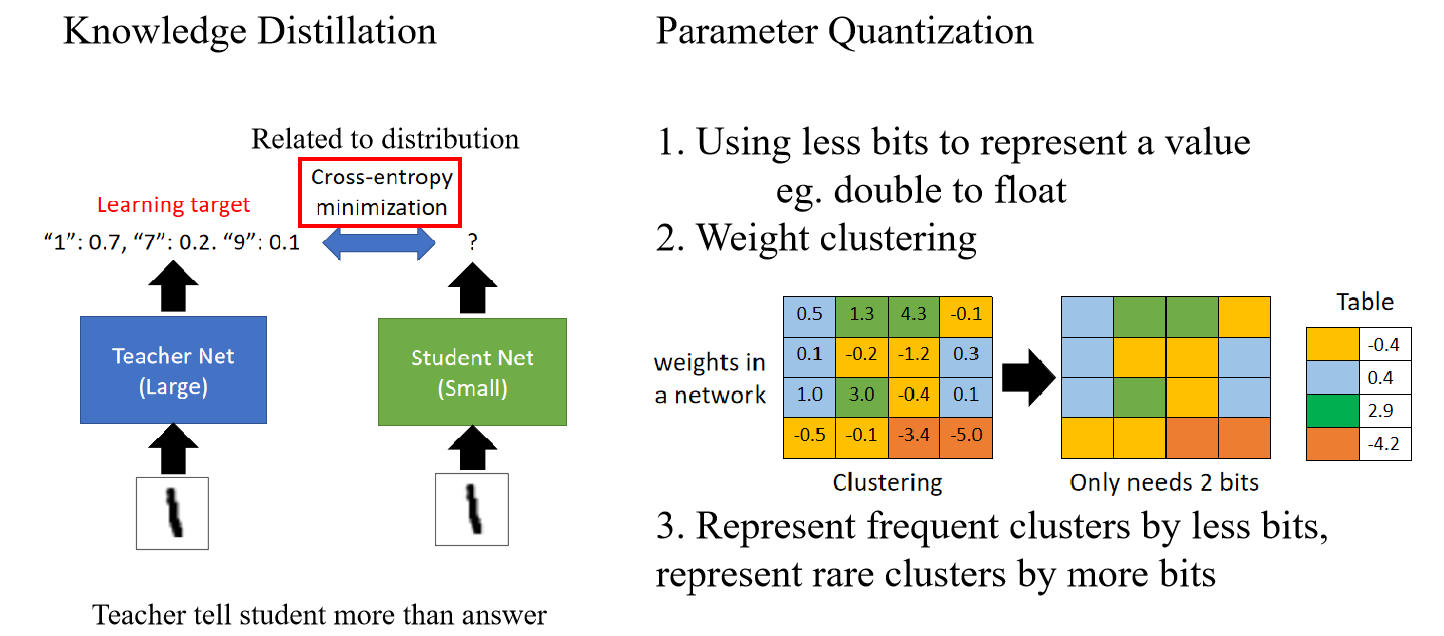 Knowledge Distillation
Related to distribution
Cross-entropy
minimization
Learning target
“1”: 0.7, “7”: 0.2. “9”: 0.1
?
Teacher Net
(Large)
Student Net
(Small)
Teacher tell student more than answer
Parameter Quantization
1. Using less bits to represent a value
eg. double to float
2. Weight clustering
weights in
a network
0.5 1.3 4.3 -0.1
0.1 -0.2 -1.2 0.3
1.0 3.0 -0.4 0.1
-0.5 -0.1 -3.4 -5.0
Clustering
Only needs 2 bits
Table
-0.4
0.4
2.9
-4.2
3. Represent frequent clusters by less bits,
represent rare clusters by more bits